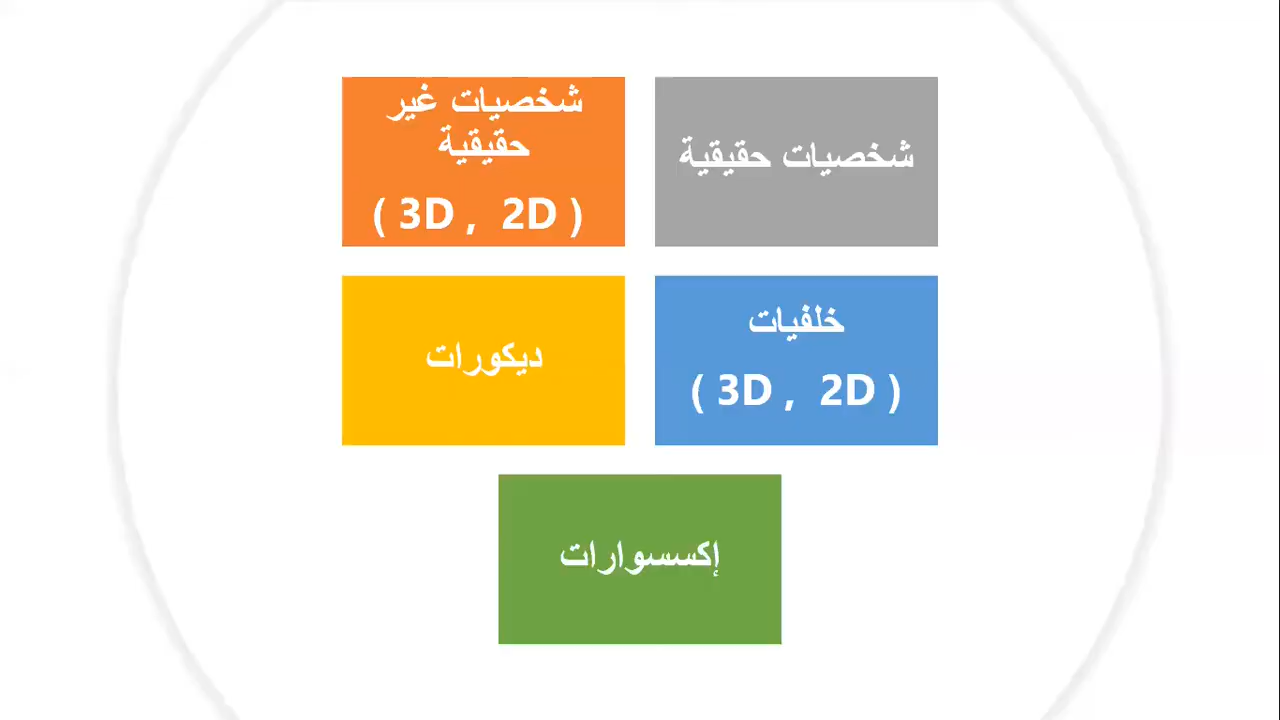 شخصيات حقيقية
شخصيات غير
حقيقية
( 3D , 2D )
خلفيات
( 3D , 2D )
ديكورات
إكسسوارات